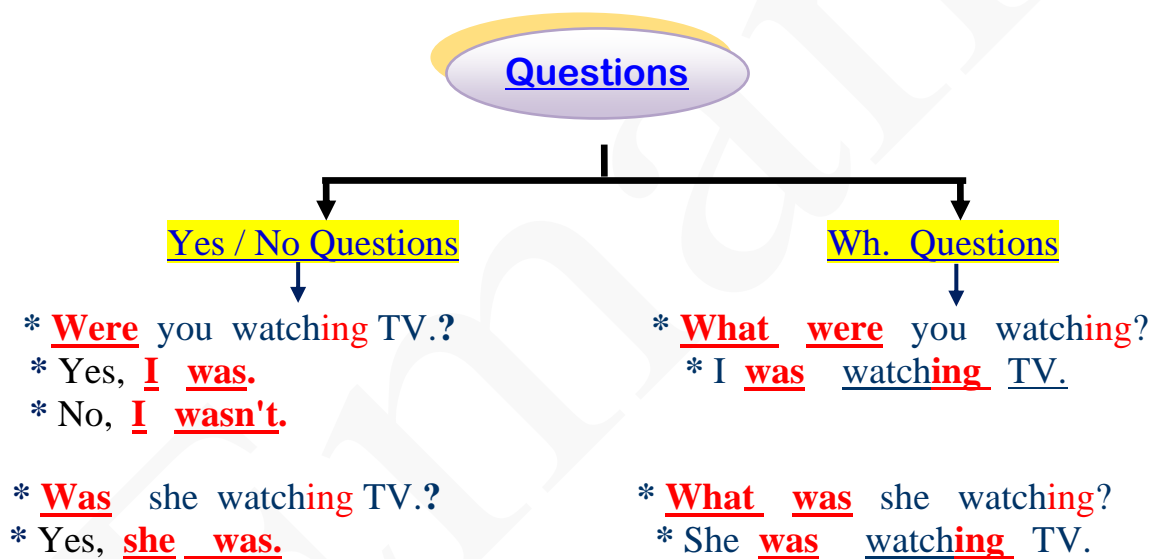 Questions
Yes / No Questions
Wh. Questions
* Were you watching TV.?
* Yes, I was.
* No, I wasn't.
* What were you watching?
* I was watching TV.
* Was she watching TV.?
* Yes, she was.
* What was she watching?
* She was watching TV.